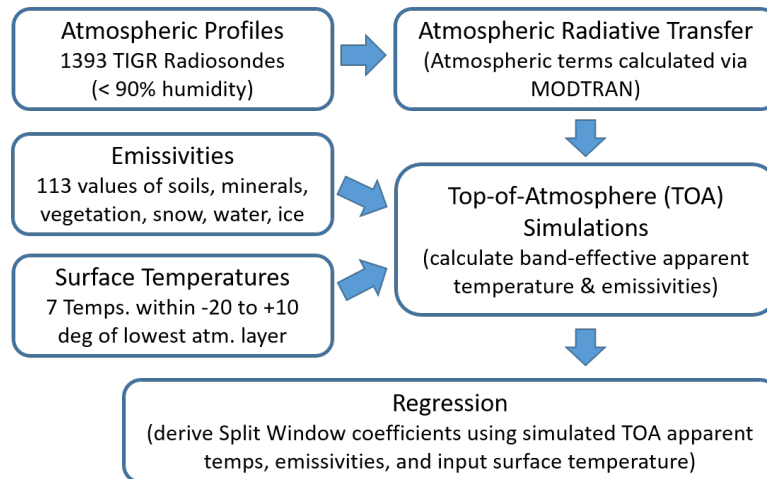 Atmospheric Profiles
1393 TIGR Radiosondes
(< 90% humidity)
Atmospheric Radiative Transfer
(Atmospheric terms calculated via
MODTRAN)
Emissivities
113 values of soils, minerals,
vegetation, snow, water, ice
Top-of-Atmosphere (TOA)
Simulations
(calculate band-effective apparent
temperature & emissivities)
Surface Temperatures
7 Temps. within -20 to +10
deg of lowest atm. layer
Regression
(derive Split Window coefficients using simulated TOA apparent
temps, emissivities, and input surface temperature)